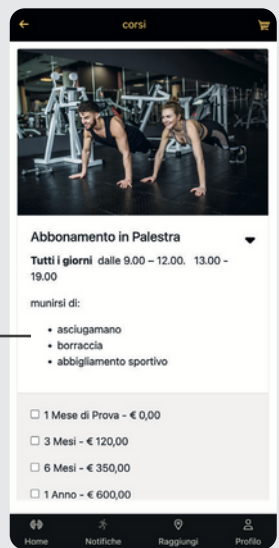 corsi
Abbonamento in Palestra
Tutti i giorni dalle 9.00 – 12.00. 13.00 -
19.00
munirsi di:
• asciugamano
• borraccia
• abbigliamento sportivo
1 Mese di Prova - € 0,00
3 Mesi - € 120,00
6 Mesi - € 350,00
1 Anno - € 600,00
Home Notifiche Raggiungi Profilo